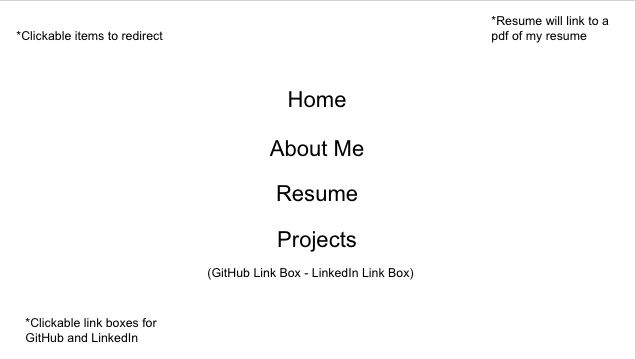 *Clickable items to redirect
*Resume will link to a
pdf of my resume
Home
About Me
Resume
Projects
(GitHub Link Box - LinkedIn Link Box)
*Clickable link boxes for
GitHub and LinkedIn